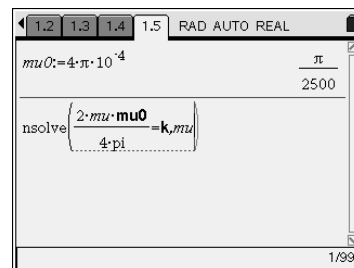 1.2 1.3 1.4 1.5 RAD AUTO REAL
mu0:=4·π·10^-4
π/2500
nsolve(2·mu·mu0/4·pi=k,mu)
1/99